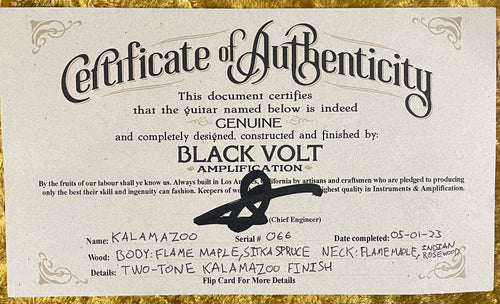 Certificate of Authenticity
This document certifies
that the guitar named below is indeed
GENUINE
and completely designed, constructed and finished by:
BLACK VOLT
AMPLIFICATION
By the fruits of our labour shall ye know us. Always built in Los California by artisans and craftsmen who are pledged to producing
only the best their skill and ingenuity can fashion. Keepers of highest quality in Instruments & Amplification.
(Chief Engineer)
Name: KALAMAZOO Serial # 066 Date completed: 05-01-23
Wood: BODY: FLAME MAPLE, SITKA SPRUCE NECK: FLAME MAPLE, INDIAN ROSEWOOD
Details: TWO-TONE KALAMAZOO FINISH
Flip Card For More Details